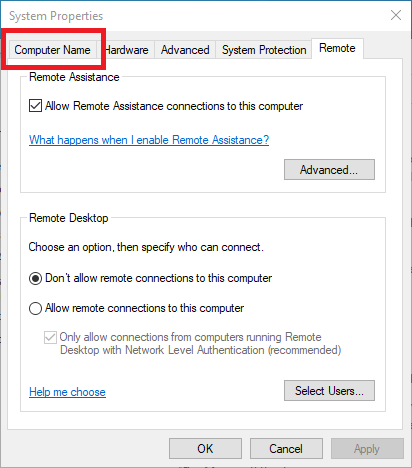 System Properties
Computer Name Hardware Advanced System Protection Remote
Remote Assistance
Allow Remote Assistance connections to this computer
What happens when I enable Remote Assistance?
Advanced...
Remote Desktop
Choose an option, then specify who can connect.
Don't allow remote connections to this computer
Allow remote connections to this computer
Only allow connections from computers running Remote
Desktop with Network Level Authentication (recommended)
Help me choose Select Users...
OK Cancel Apply